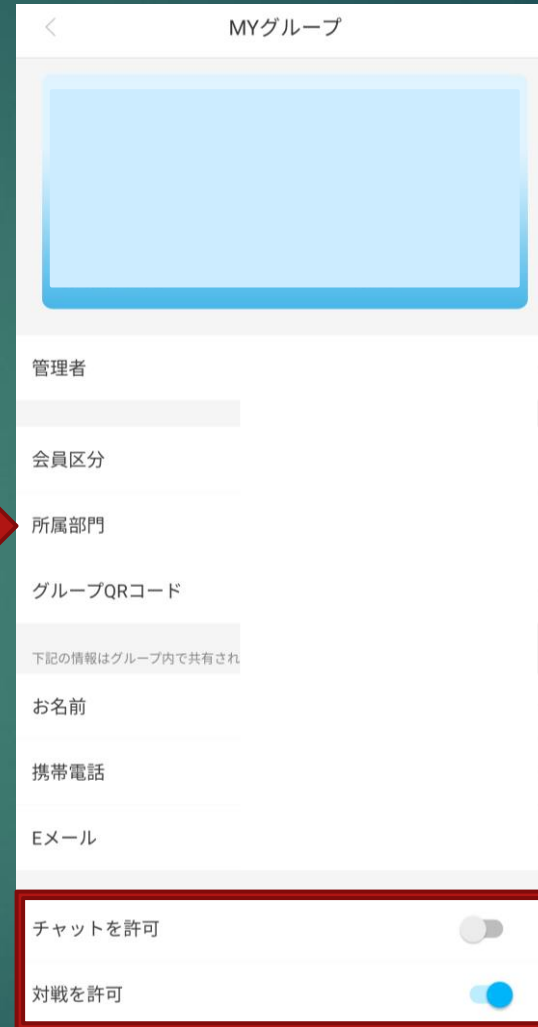 MYグループ
管理者
会員区分
所属部門
グループQRコード
下記の情報はグループ内で共有され
お名前
携帯電話
Eメール
チャットを許可
対戦を許可